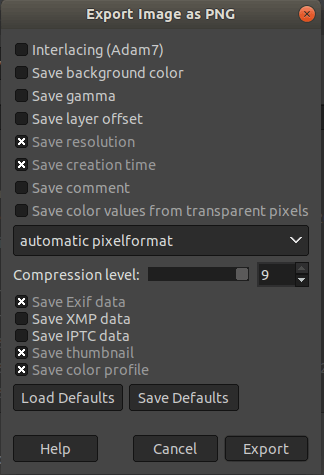 Export Image as PNG
Interlacing (Adam7)
Save background color
Save gamma
Save layer offset
Save resolution
Save creation time
Save comment
Save color values from transparent pixels
automatic pixelformat
Compression level: 9
Save Exif data
Save XMP data
Save IPTC data
Save thumbnail
Save color profile
Load Defaults Save Defaults
Help Cancel Export